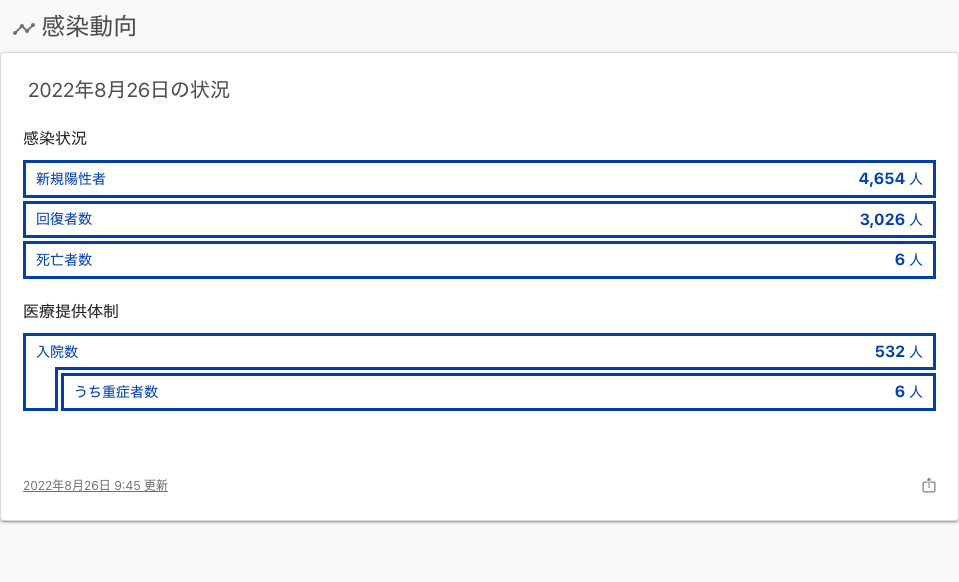 感染動向
2022年8月26日の状況
感染状況
新規陽性者 4,654 人
回復者数 3,026 人
死亡者数 6 人
医療提供体制
入院数 532 人
うち重症者数 6 人
2022年8月26日 9:45 更新